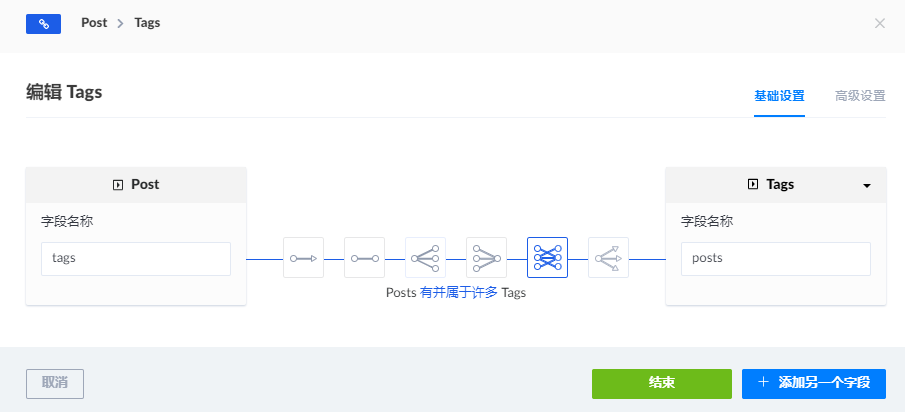 Post > Tags
编辑 Tags
基础设置
高级设置
Post
字段名称
tags
Posts 有并属于许多 Tags
Tags
字段名称
posts
取消
结束
+ 添加另一个字段